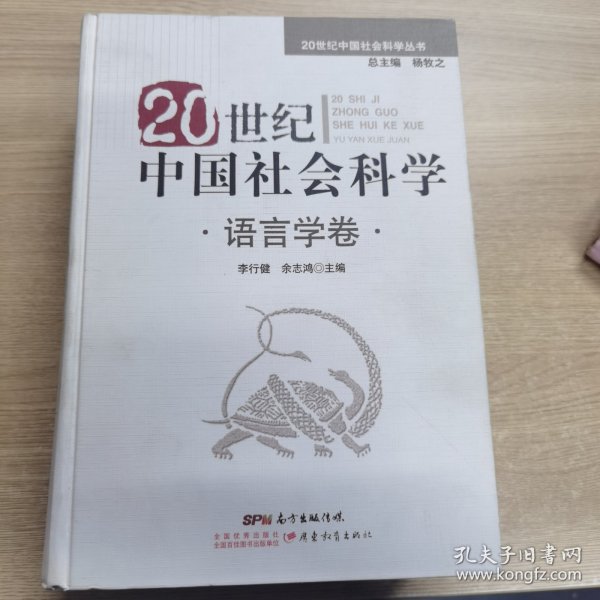 20世纪中国社会科学丛书
总主编 杨牧之
20世纪
20 SHI JI
ZHONG GUO
SHE HUI KE XUE
YU YAN XUE JUAN
中国社会科学
·语言学卷·
李行健 余志鸿◎主编
SPM 南方出版传媒
全国优秀出版社
全国百佳图书出版单位
广东教育出版社
孔夫子旧书网
www.kongfz.com